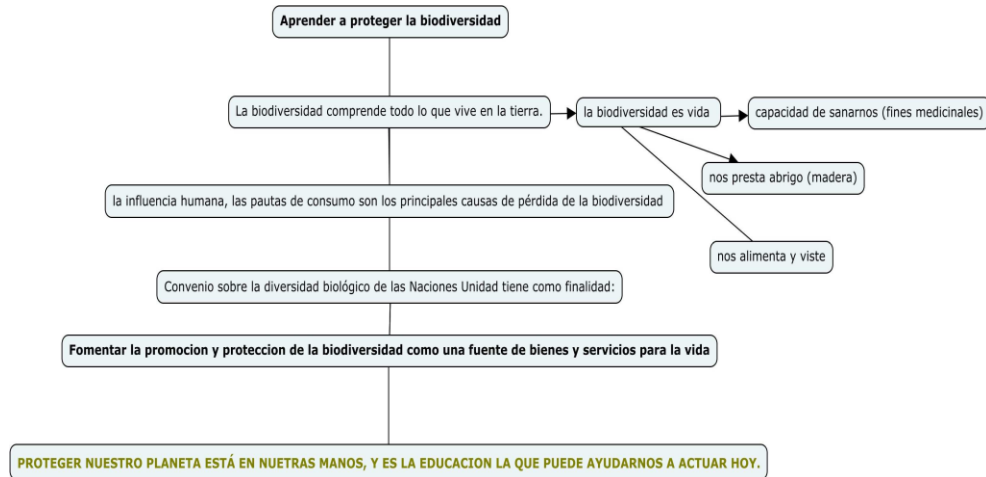 Aprender a proteger la biodiversidad
La biodiversidad comprende todo lo que vive en la tierra.
la biodiversidad es vida
capacidad de sanarnos (fines medicinales)
nos presta abrigo (madera)
la influencia humana, las pautas de consumo son los principales causas de pérdida de la biodiversidad
nos alimenta y viste
Convenio sobre la diversidad biológico de las Naciones Unidad tiene como finalidad:
Fomentar la promocion y proteccion de la biodiversidad como una fuente de bienes y servicios para la vida
PROTEGER NUESTRO PLANETA ESTÁ EN NUETRAS MANOS, Y ES LA EDUCACION LA QUE PUEDE AYUDARNOS A ACTUAR HOY.